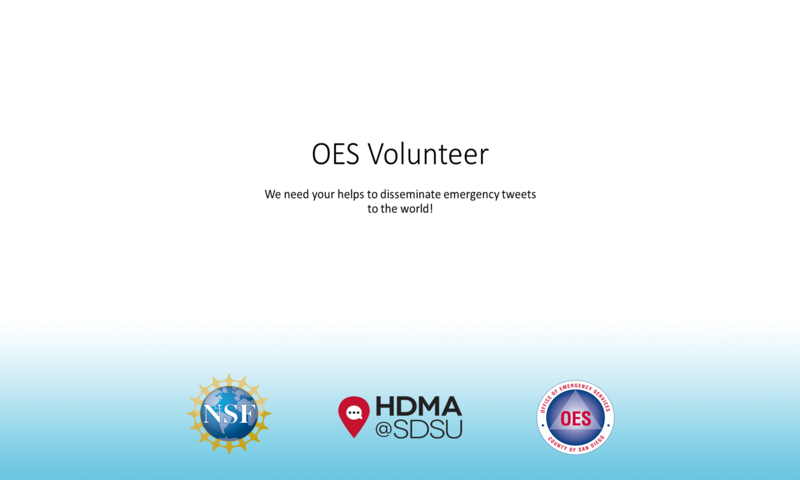 OES Volunteer
We need your helps to disseminate emergency tweets
to the world!
NSF
HDMA
@SDSU
OFFICE OF EMERGENCY SERVICES
OES
COUNTY OF SAN DIEGO